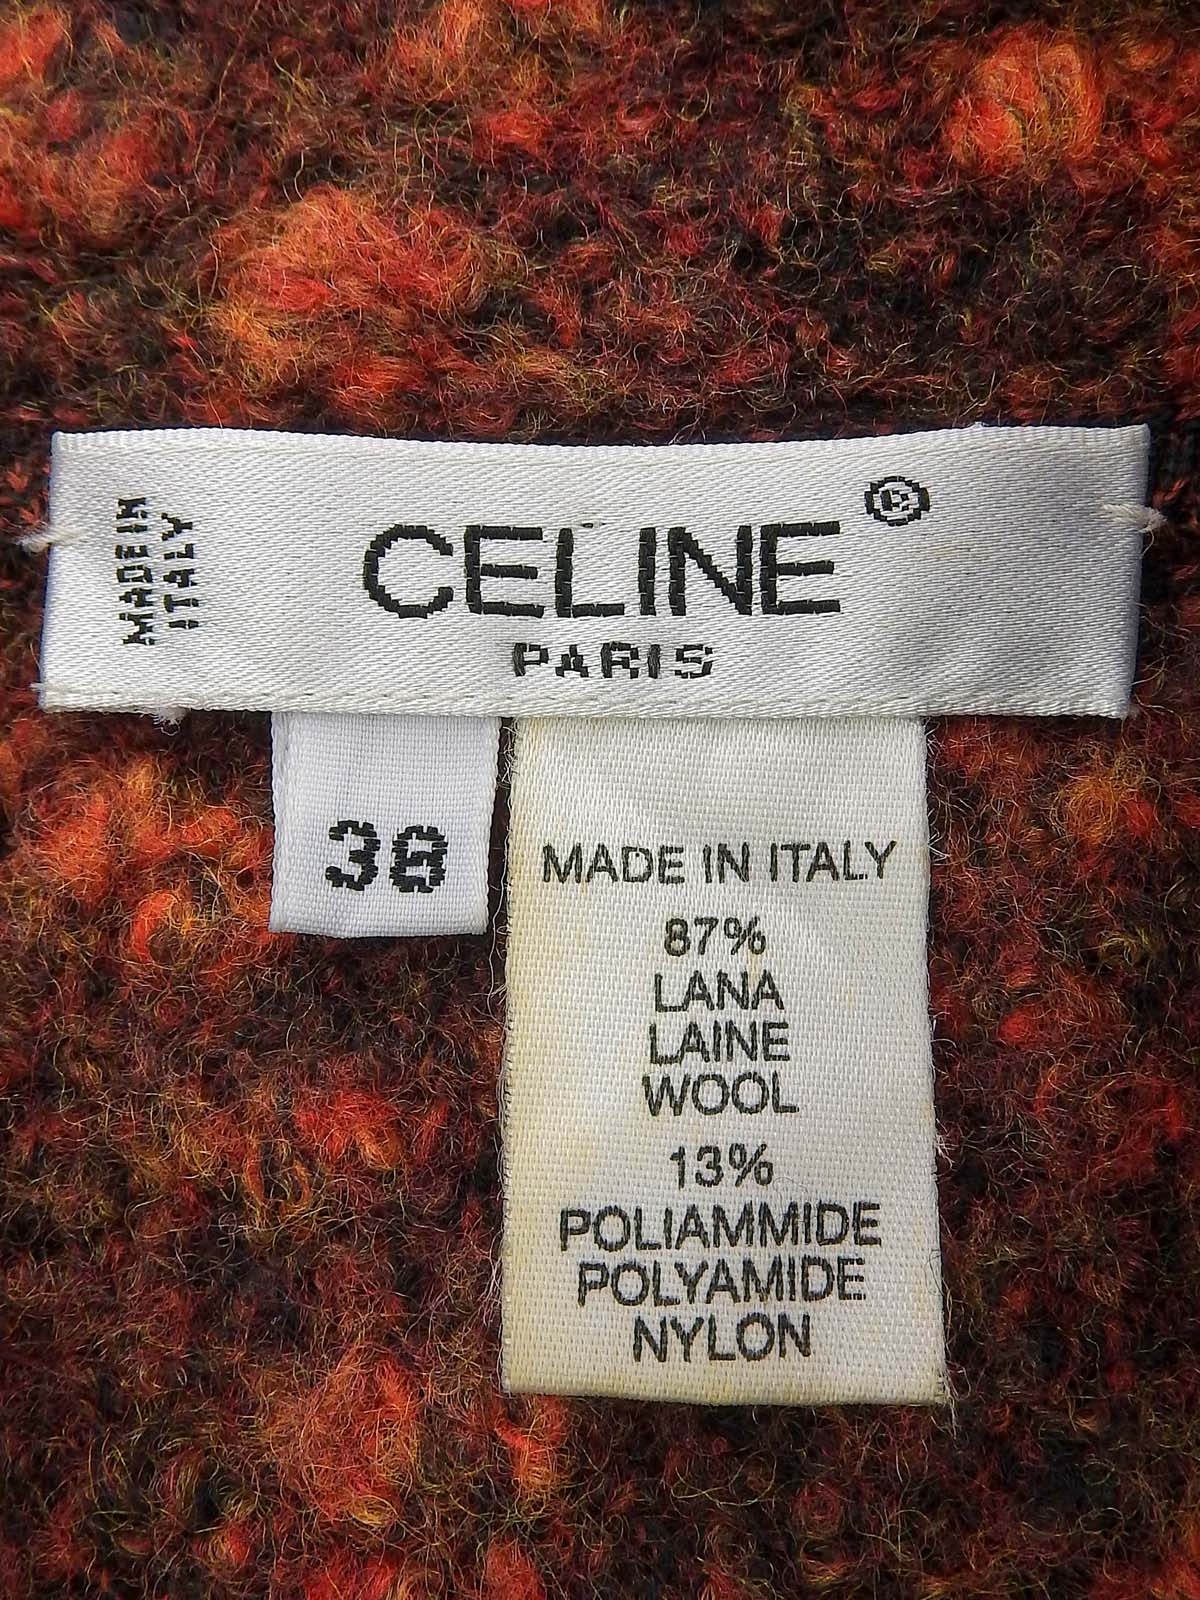 MADE IN
ITALY
CELINE®
PARIS
38
MADE IN ITALY
87%
LANA
LAINE
WOOL
13%
POLIAMMIDE
POLYAMIDE
NYLON